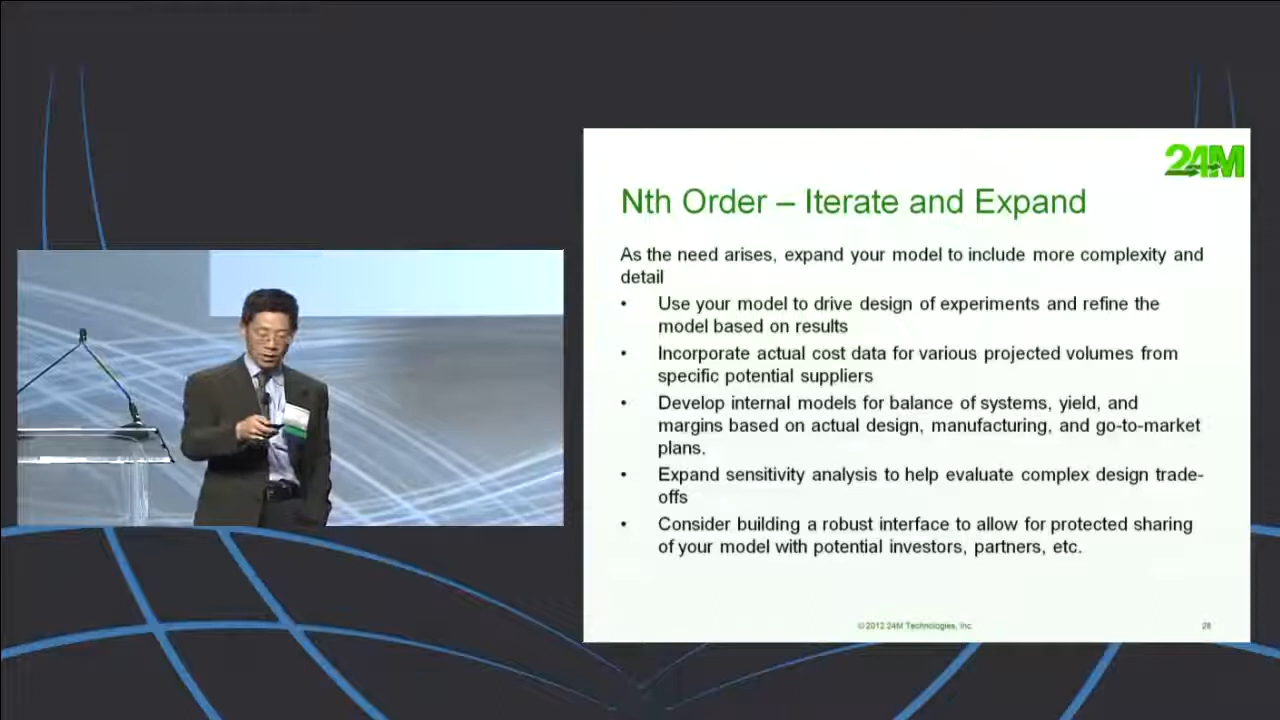 24M
Nth Order – Iterate and Expand
As the need arises, expand your model to include more complexity and
detail
• Use your model to drive design of experiments and refine the
model based on results
• Incorporate actual cost data for various projected volumes from
specific potential suppliers
• Develop internal models for balance of systems, yield, and
margins based on actual design, manufacturing, and go-to-market
plans.
• Expand sensitivity analysis to help evaluate complex design trade-
offs
• Consider building a robust interface to allow for protected sharing
of your model with potential investors, partners, etc.
© 2012 24M Technologies, Inc.
28